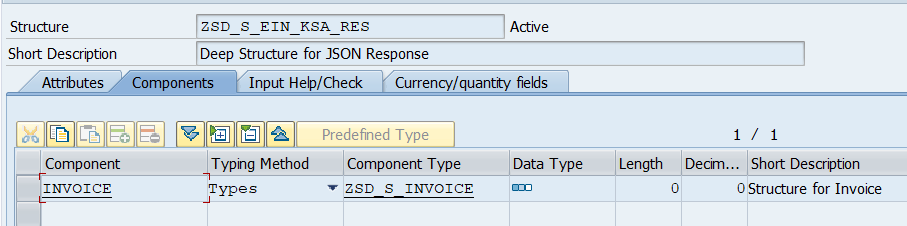 Structure ZSD_S_EIN_KSA_RES Active
Short Description Deep Structure for JSON Response
Attributes Components Input Help/Check Currency/quantity fields
Predefined Type 1 / 1
Component Typing Method Component Type Data Type Length Decim... Short Description
INVOICE Types ZSD_S_INVOICE 0 0 Structure for Invoice